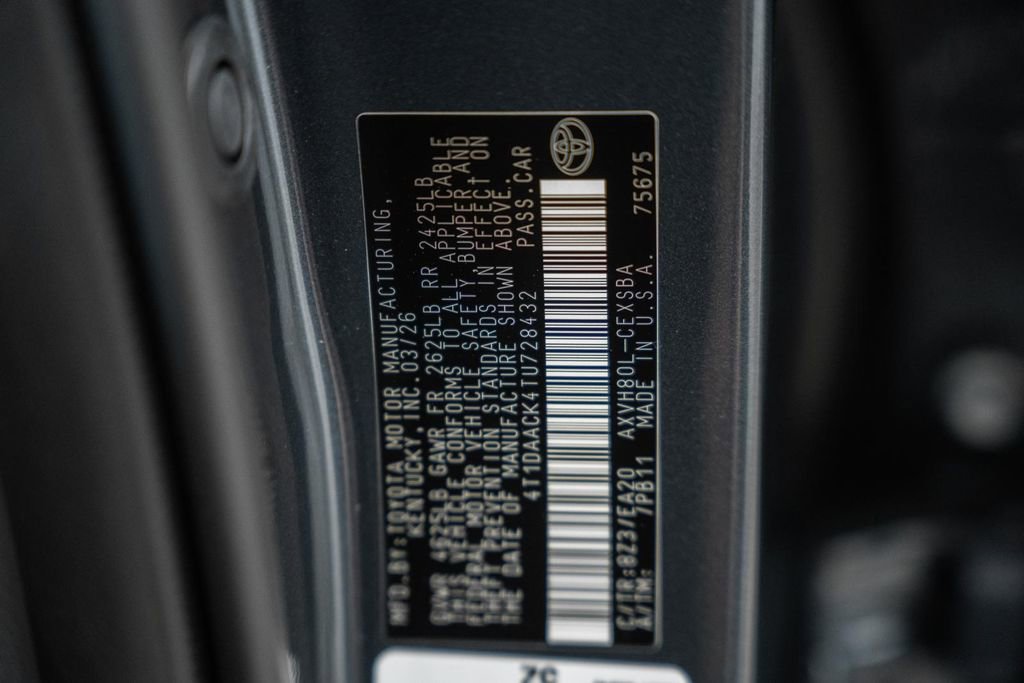 MFD.BY:TOYOTA MOTOR MANUFACTURING,
KENTUCKY,INC.03/26
GVWR 4625LB GAWR FR 2625LB RR 2425LB
THIS VEHICLE CONFORMS TO ALL APPLICABLE
FEDERAL MOTOR VEHICLE SAFETY BUMPER AND
THEFT PREVENTION STANDARDS IN EFFECT ON
THE DATE OF MANUFACTURE SHOWN ABOVE.
4T1DAACK4TU728432 PASS.CAR
C/TR:8Z3/EA20 AXVH80L-CEXSBA 75675
A/TM: 7PB11 MADE IN U.S.A.